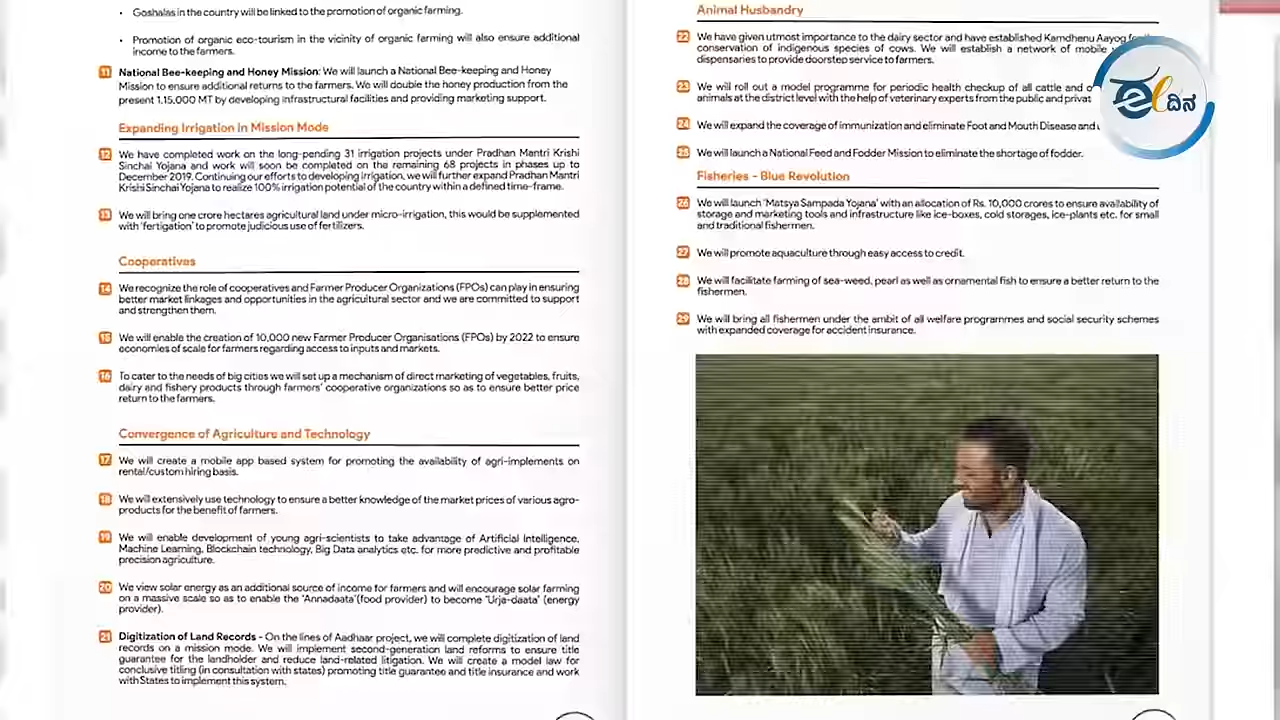 • Goshalas in the country will be linked to the promotion of organic farming.
• Promotion of organic eco-tourism in the vicinity of organic farming will also ensure additional
income to the farmers.
11 National Bee-keeping and Honey Mission: We will launch a National Bee-keeping and Honey
Mission to ensure additional returns to the farmers. We will double the honey production from the
present 1,15,000 MT by developing infrastructural facilities and providing marketing support.
Expanding Irrigation in Mission Mode
12 We have completed work on the long-pending 31 irrigation projects under Pradhan Mantri Krishi
Sinchai Yojana and work will soon be completed on the remaining 68 projects in phases up to
December 2019. Continuing our efforts to developing irrigation, we will further expand Pradhan Mantri
Krishi Sinchai Yojana to realize 100% irrigation potential of the country within a defined time-frame.
13 We will bring one crore hectares agricultural land under micro-irrigation, this would be supplemented
with 'fertigation' to promote judicious use of fertilizers.
Cooperatives
14 We recognize the role of cooperatives and Farmer Producer Organizations (FPOs) can play in ensuring
better market linkages and opportunities in the agricultural sector and we are committed to support
and strengthen them.
15 We will enable the creation of 10,000 new Farmer Producer Organisations (FPOs) by 2022 to ensure
economies of scale for farmers regarding access to inputs and markets.
16 To cater to the needs of big cities we will set up a mechanism of direct marketing of vegetables, fruits,
dairy and fishery products through farmers' cooperative organizations so as to ensure better price
return to the farmers.
Convergence of Agriculture and Technology
17 We will create a mobile app based system for promoting the availability of agri-implements on
rental/custom hiring basis.
18 We will extensively use technology to ensure a better knowledge of the market prices of various agro-
products for the benefit of farmers.
19 We will enable development of young agri-scientists to take advantage of Artificial Intelligence,
Machine Learning, Blockchain technology, Big Data analytics etc. for more predictive and profitable
precision agriculture.
20 We view solar energy as an additional source of income for farmers and will encourage solar farming
on a massive scale so as to enable the 'Annadaata'(food provider) to become 'Urja-daata' (energy
provider).
21 Digitization of Land Records - On the lines of Aadhaar project, we will complete digitization of land
records on a mission mode. We will implement second-generation land reforms to ensure title
guarantee for the landholder and reduce land-related litigation. We will create a model law for
conclusive titling (in consultation with states) promoting title guarantee and title insurance and work
with States to implement this system.
Animal Husbandry
22 We have given utmost importance to the dairy sector and have established Kamdhenu Aayog
conservation of indigenous species of cows. We will establish a network of mobile
dispensaries to provide doorstep service to farmers.
23 We will roll out a model programme for periodic health checkup of all cattle and
animals at the district level with the help of veterinary experts from the public and
24 We will expand the coverage of immunization and eliminate Foot and Mouth Disease and
25 We will launch a National Feed and Fodder Mission to eliminate the shortage of fodder.
Fisheries - Blue Revolution
26 We will launch 'Matsya Sampada Yojana' with an allocation of Rs. 10,000 crores to ensure availability of
storage and marketing tools and infrastructure like ice-boxes, cold storages, ice-plants etc. for small
and traditional fishermen.
27 We will promote aquaculture through easy access to credit.
28 We will facilitate farming of sea-weed, pearl as well as ornamental fish to ensure a better return to the
fishermen.
29 We will bring all fishermen under the ambit of all welfare programmes and social security schemes
with expanded coverage for accident insurance.
ದಿನ